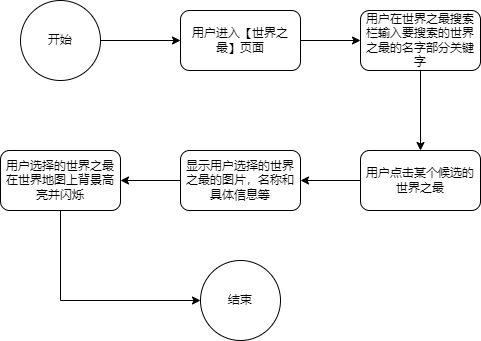 开始
用户进入【世界之
最】页面
用户在世界之最搜索
栏输入要搜索的世界
之最的名字部分关键
字
用户点击某个候选的
世界之最
显示用户选择的世界
之最的图片，名称和
具体信息等
用户选择的世界之最
在世界地图上背景高
亮并闪烁
结束